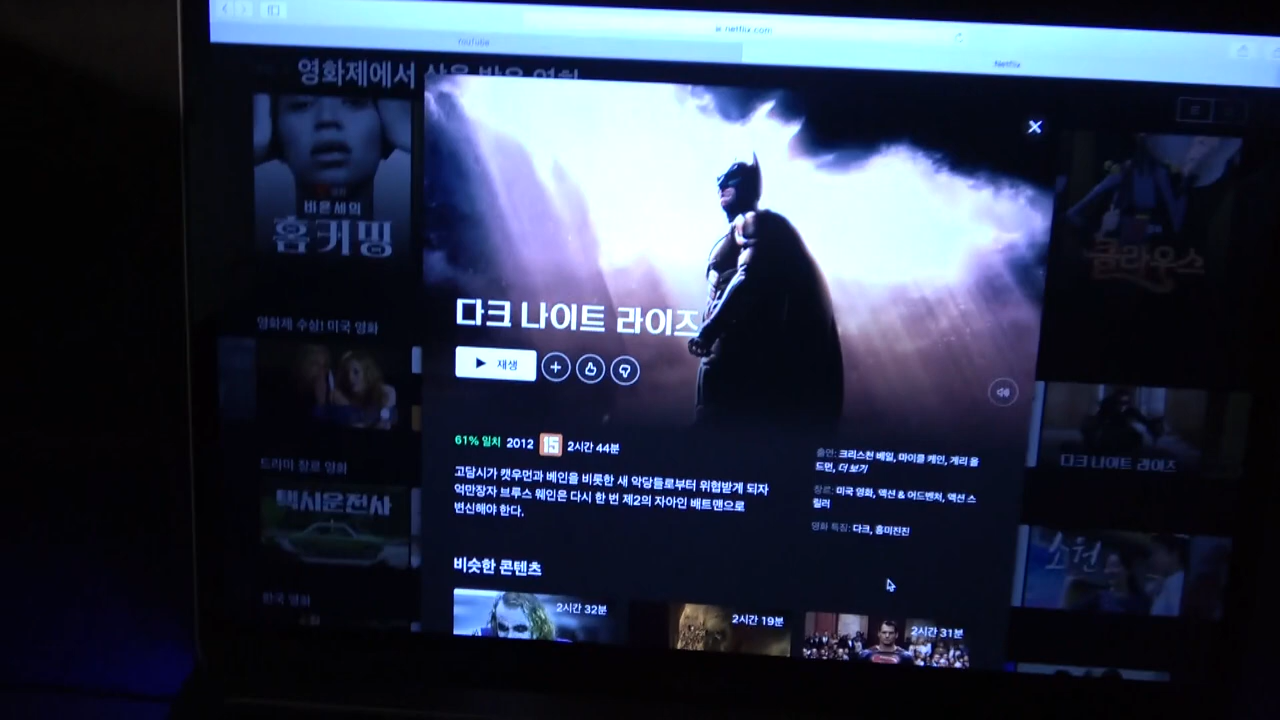 netflix.com
YouTube
Netflix
영화제에서 상을 받은 영화
비욘세의
홈커밍
클라우스
다크 나이트 라이즈
재생
영화제 수상! 미국 영화
61% 일치 2012 15 2시간 44분
출연: 크리스천 베일, 마이클 케인, 게리 올
드먼, 더 보기
고담시가 캣우먼과 베인을 비롯한 새 악당들로부터 위협받게 되자
억만장자 브루스 웨인은 다시 한 번 제2의 자아인 배트맨으로
변신해야 한다.
장르: 미국 영화, 액션 & 어드벤처, 액션 스
릴러
영화 특징: 다크, 흥미진진
다크 나이트 라이즈
드라마 장르 영화
택시운전사
소원
비슷한 콘텐츠
한국 영화
2시간 32분
2시간 19분
2시간 31분